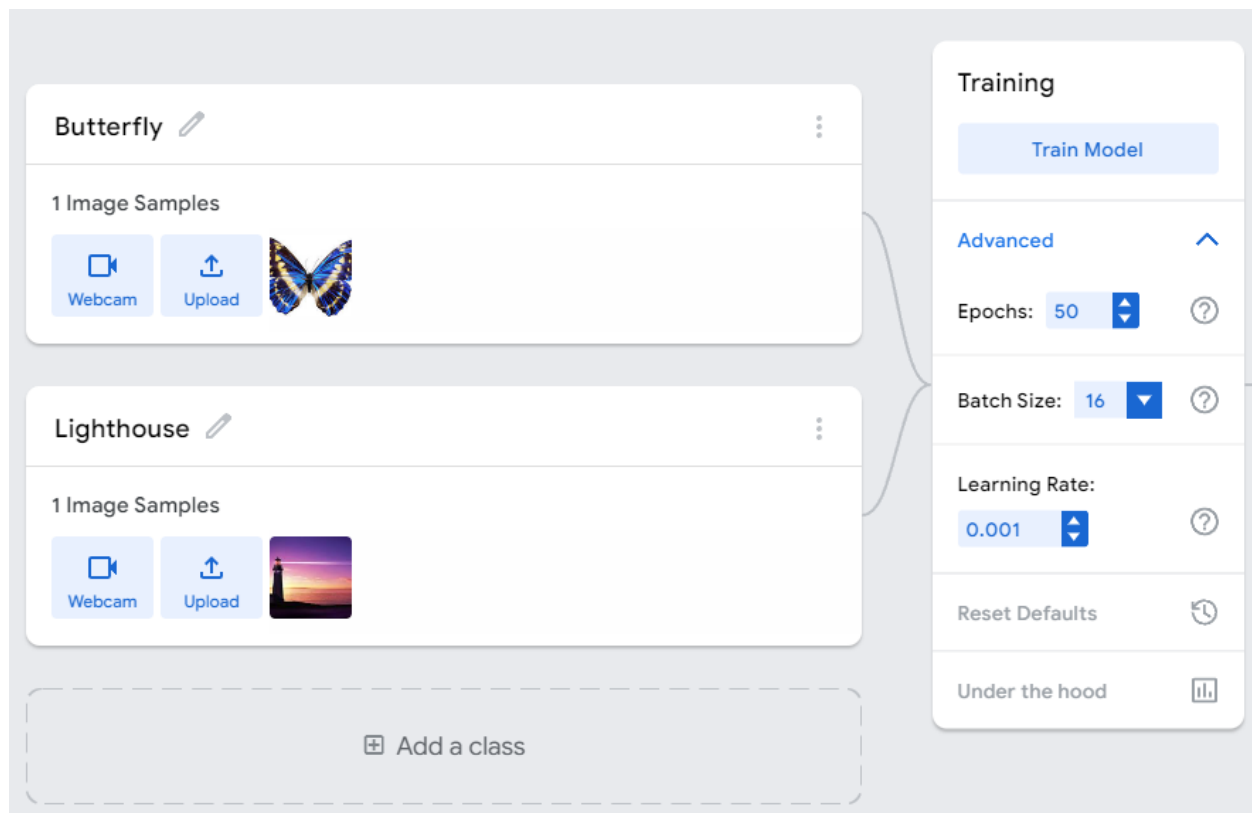 Butterfly
1 Image Samples
Webcam
Upload
Lighthouse
1 Image Samples
Webcam
Upload
Add a class
Training
Train Model
Advanced
Epochs: 50
Batch Size: 16
Learning Rate:
0.001
Reset Defaults
Under the hood